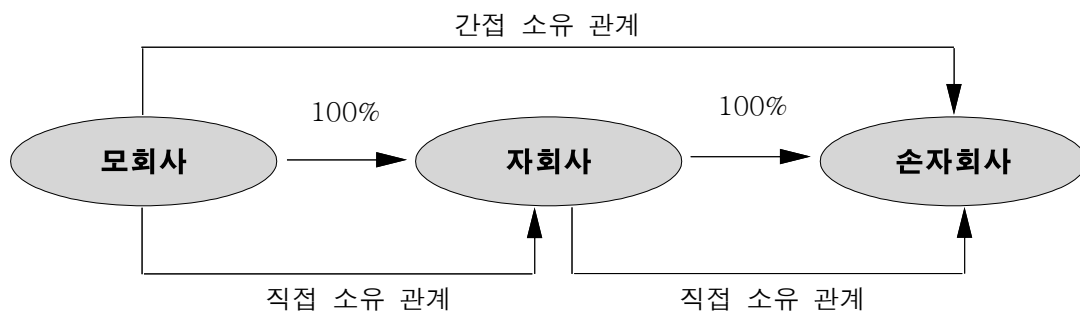 간접 소유 관계
100%
100%
모회사
자회사
손자회사
직접 소유 관계
직접 소유 관계